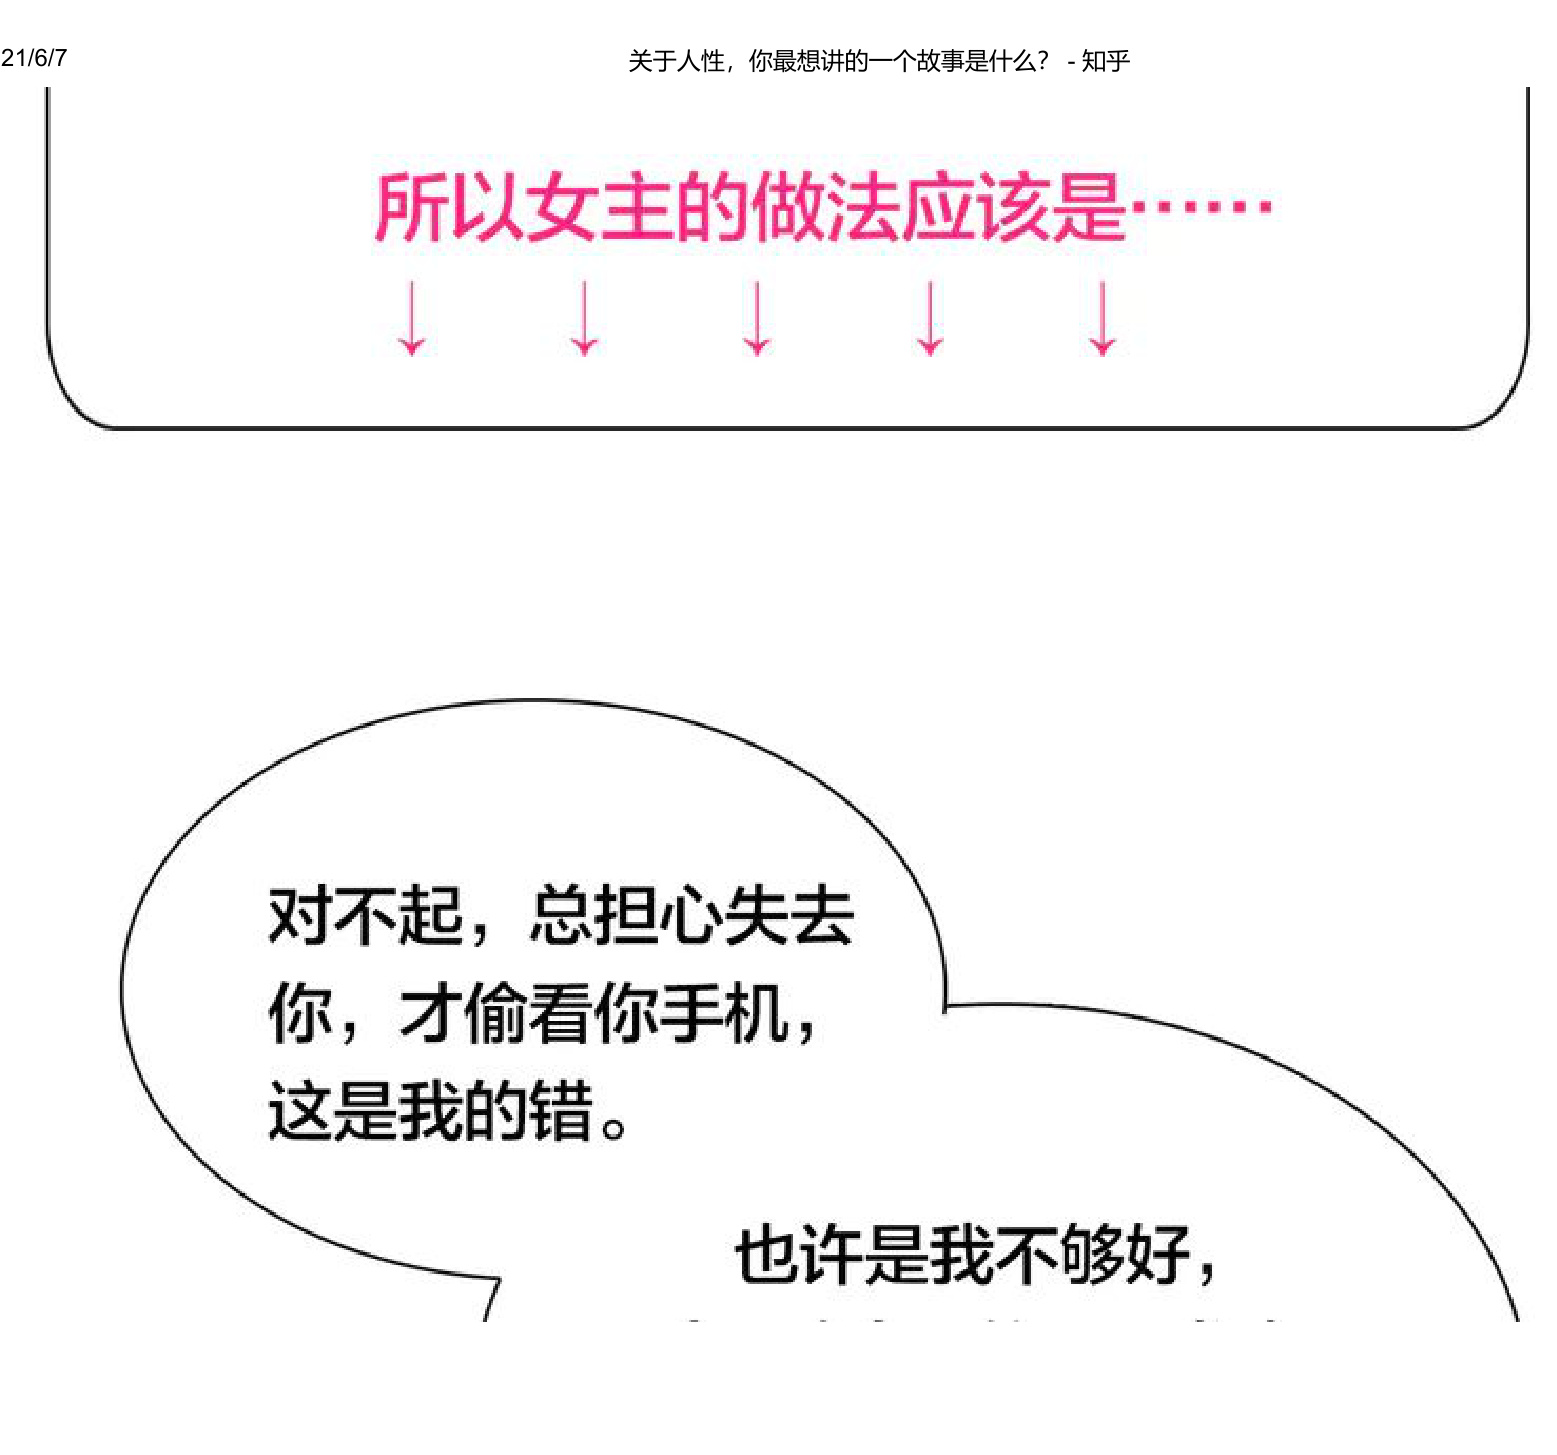 21/6/7
关于人性，你最想讲的一个故事是什么？ - 知乎
所以女主的做法应该是……
↓ ↓ ↓ ↓ ↓
对不起，总担心失去
你，才偷看你手机，
这是我的错。
也许是我不够好，